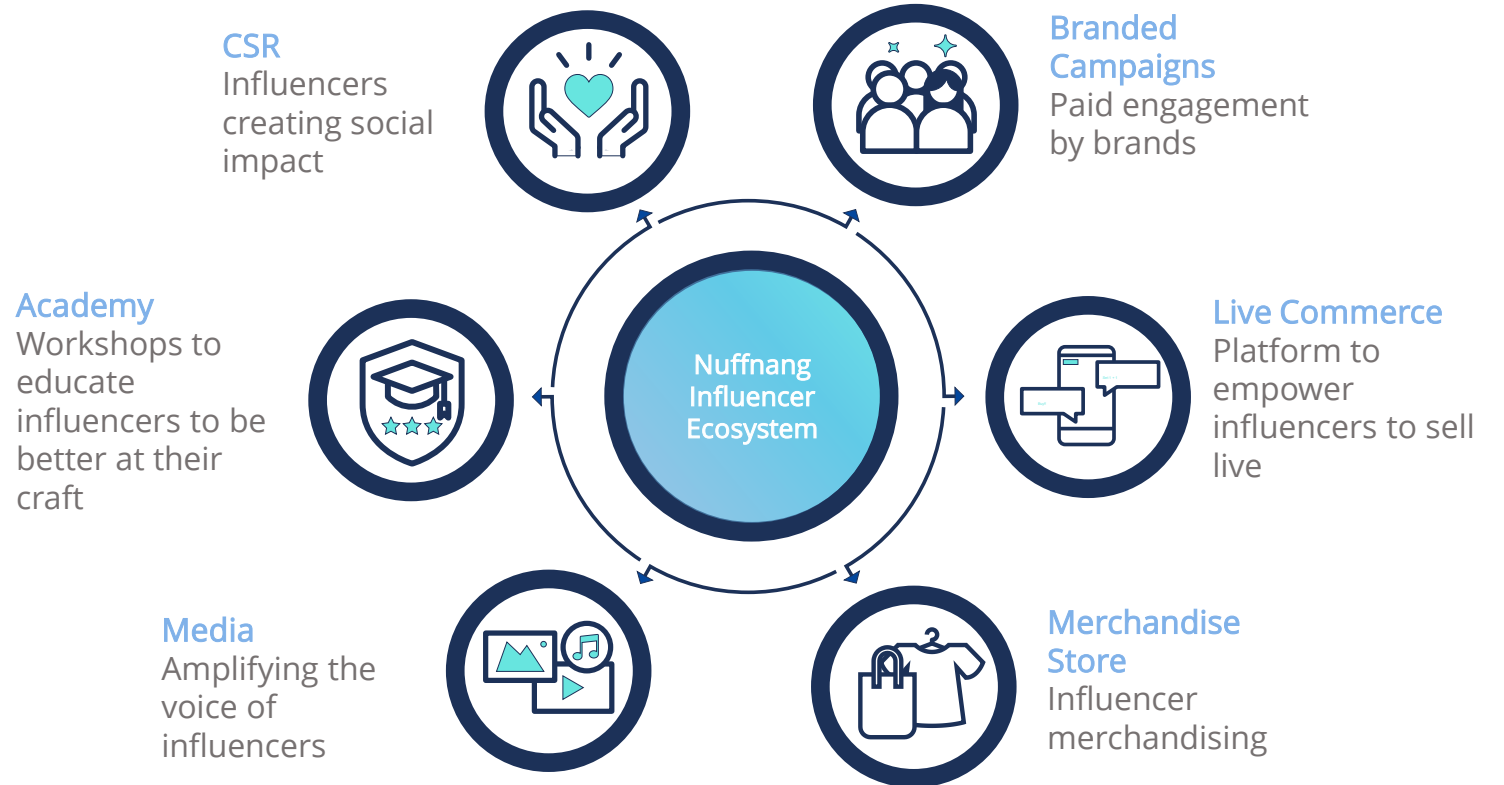 CSR
Influencers
creating social
impact
Branded
Campaigns
Paid engagement
by brands
Academy
Workshops to
educate
influencers to be
better at their
craft
Nuffnang
Influencer
Ecosystem
Live Commerce
Platform to
empower
influencers to sell
live
Media
Amplifying the
voice of
influencers
Merchandise
Store
Influencer
merchandising